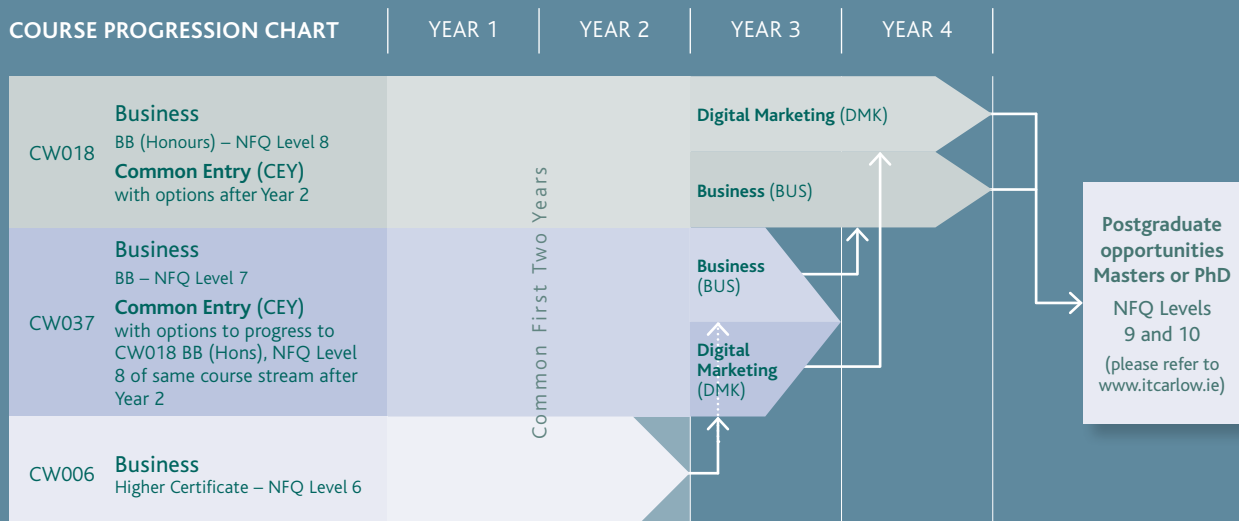 COURSE PROGRESSION CHART
YEAR 1
YEAR 2
YEAR 3
YEAR 4
CW018
Business
BB (Honours) – NFQ Level 8
Common Entry (CEY)
with options after Year 2
Digital Marketing (DMK)
Business (BUS)
Common First Two Years
CW037
Business
BB – NFQ Level 7
Common Entry (CEY)
with options to progress to
CW018 BB (Hons), NFQ Level
8 of same course stream after
Year 2
Business
(BUS)
Digital
Marketing
(DMK)
CW006
Business
Higher Certificate – NFQ Level 6
Postgraduate
opportunities
Masters or PhD
NFQ Levels
9 and 10
(please refer to
www.itcarlow.ie)